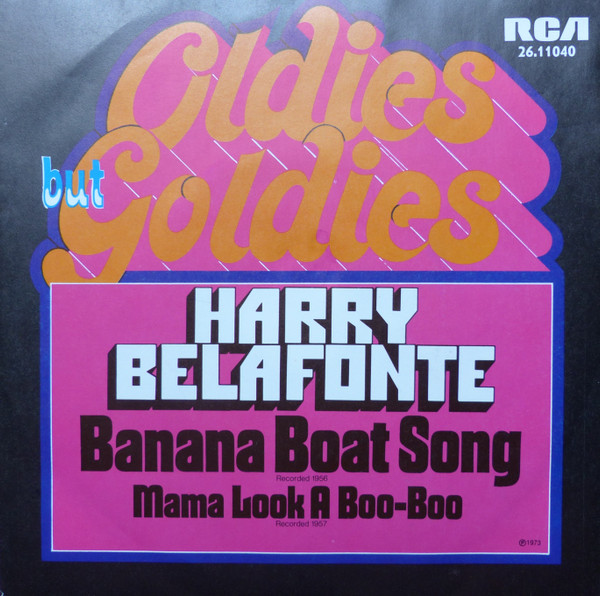 RCA
26.11040
Oldies
but
Goldies
HARRY
BELAFONTE
Banana Boat Song
Recorded 1956
Mama Look A Boo-Boo
Recorded 1957
℗1973